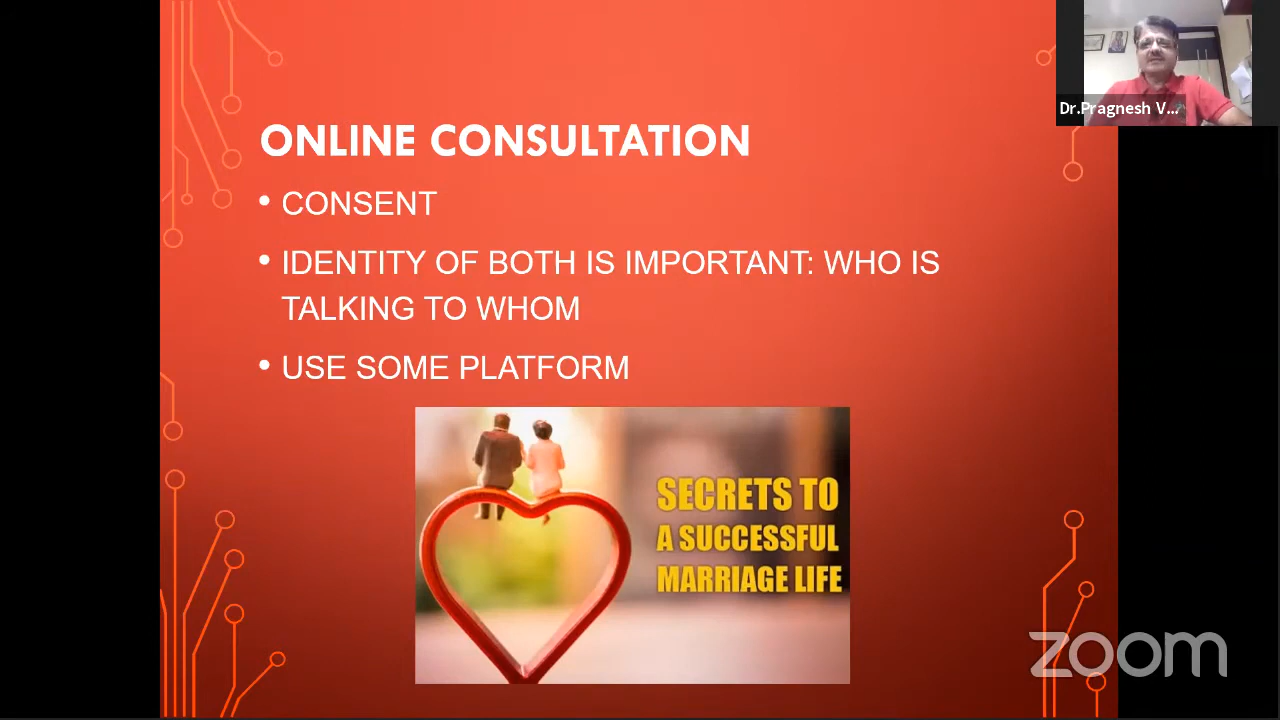 Dr.Pragnesh V...
ONLINE CONSULTATION
• CONSENT
• IDENTITY OF BOTH IS IMPORTANT: WHO IS
TALKING TO WHOM
• USE SOME PLATFORM
SECRETS TO
A SUCCESSFUL
MARRIAGE LIFE
zoom